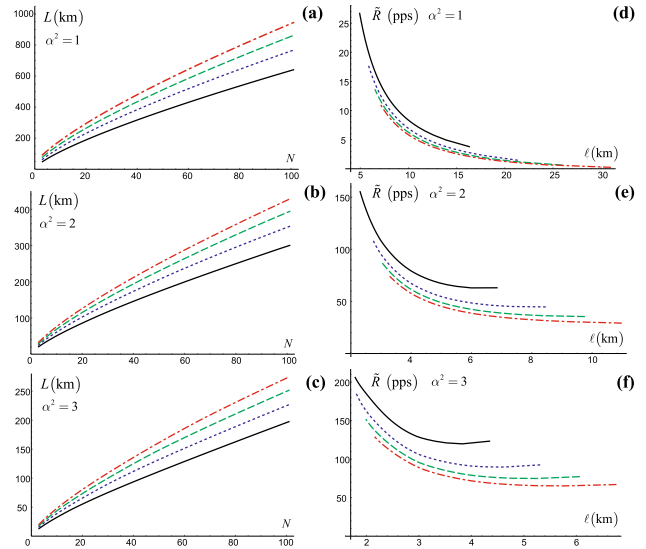 L(km)
α² = 1
(a)
1000
800
600
400
200
0
20
40
60
80
100
N
R̃ (pps) α² = 1
(d)
25
20
15
10
5
5
10
15
20
25
30
ℓ(km)
L(km)
α² = 2
(b)
400
300
200
100
0
20
40
60
80
100
N
R̃ (pps) α² = 2
(e)
150
100
50
4
6
8
10
ℓ(km)
L(km)
α² = 3
(c)
250
200
150
100
50
0
20
40
60
80
100
N
R̃ (pps) α² = 3
(f)
200
150
100
50
2
3
4
5
6
ℓ(km)